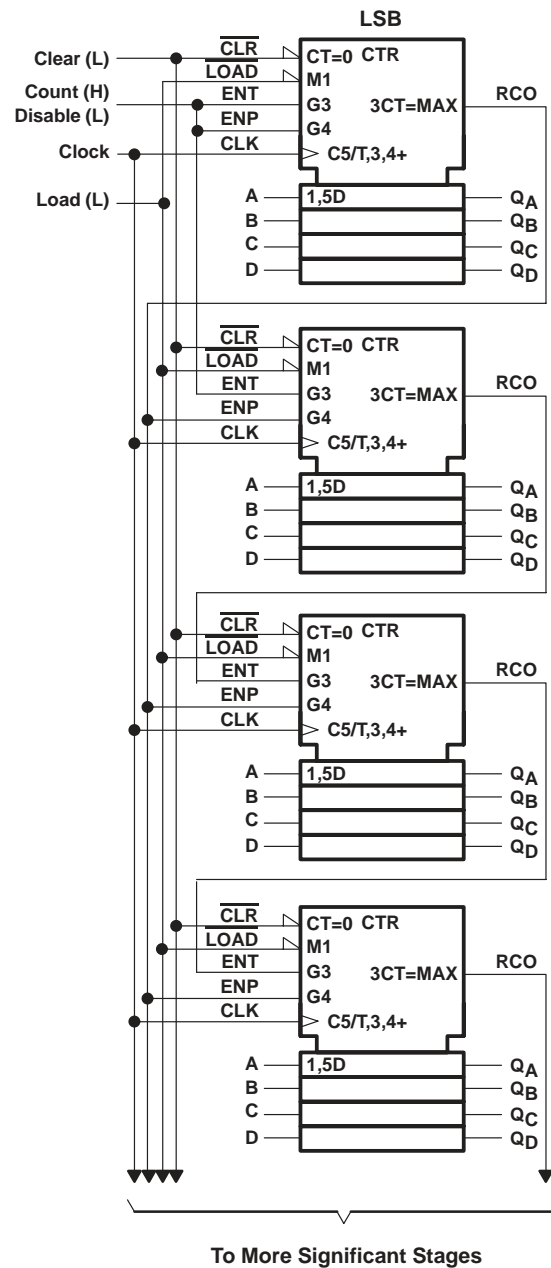 LSB
Clear (L)
Count (H)
Disable (L)
Clock
Load (L)
CLR
LOAD
ENT
ENP
CLK
CT=0 CTR
M1
G3 3CT=MAX
G4
C5/T,3,4+
RCO
A 1,5D QA
B QB
C QC
D QD
CLR
LOAD
ENT
ENP
CLK
CT=0 CTR
M1
G3 3CT=MAX
G4
C5/T,3,4+
RCO
A 1,5D QA
B QB
C QC
D QD
CLR
LOAD
ENT
ENP
CLK
CT=0 CTR
M1
G3 3CT=MAX
G4
C5/T,3,4+
RCO
A 1,5D QA
B QB
C QC
D QD
CLR
LOAD
ENT
ENP
CLK
CT=0 CTR
M1
G3 3CT=MAX
G4
C5/T,3,4+
RCO
A 1,5D QA
B QB
C QC
D QD
To More Significant Stages